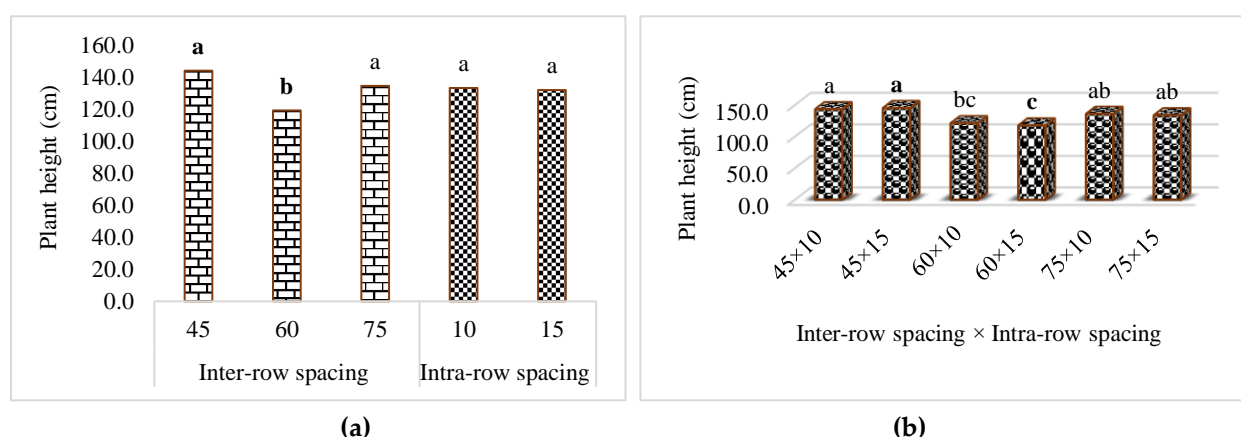 Plant height (cm)
160.0
140.0
120.0
100.0
80.0
60.0
40.0
20.0
0.0
a
b
a
a
a
45 60 75 10 15
Inter-row spacing Intra-row spacing
(a)
Plant height (cm)
150.0
100.0
50.0
0.0
a
a
bc
c
ab
ab
45×10
45×15
60×10
60×15
75×10
75×15
Inter-row spacing × Intra-row spacing
(b)